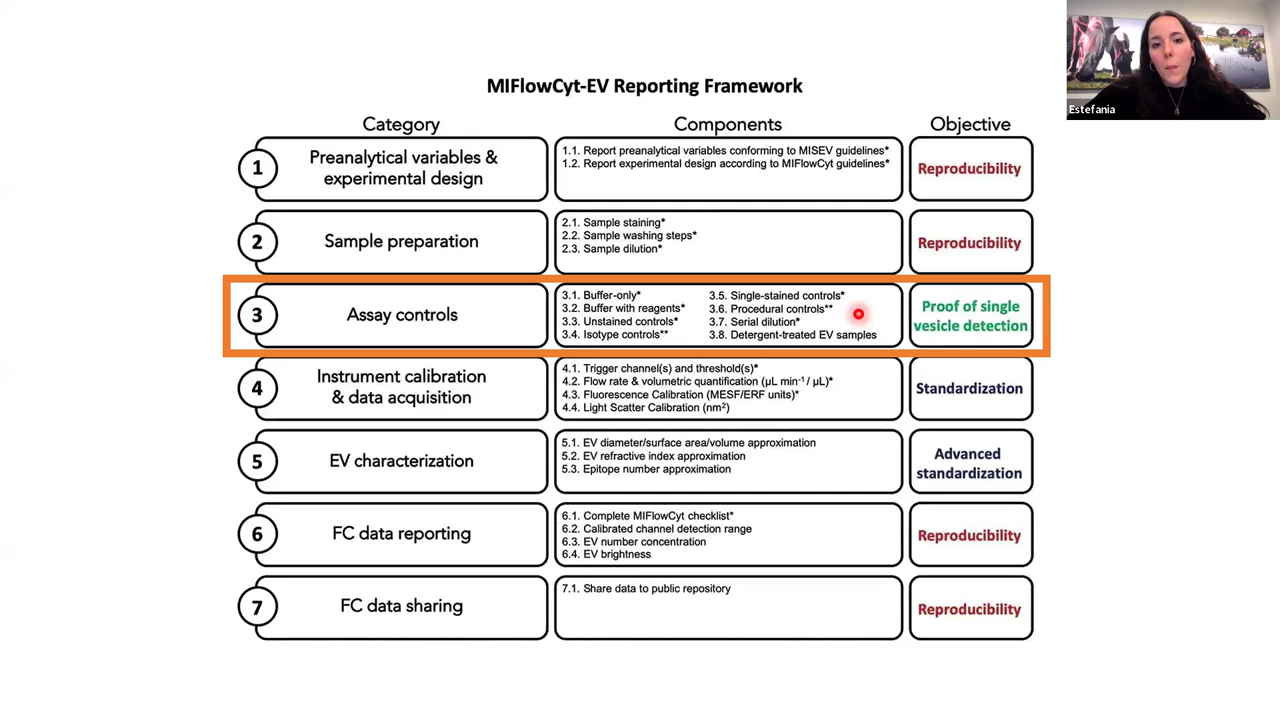 Estefania
MIFlowCyt-EV Reporting Framework
Category
Components
Objective
1
Preanalytical variables &
experimental design
1.1. Report preanalytical variables conforming to MISEV guidelines*
1.2. Report experimental design according to MIFlowCyt guidelines*
Reproducibility
2
Sample preparation
2.1. Sample staining*
2.2. Sample washing steps*
2.3. Sample dilution*
Reproducibility
3
Assay controls
3.1. Buffer-only*
3.2. Buffer with reagents*
3.3. Unstained controls*
3.4. Isotype controls**
3.5. Single-stained controls*
3.6. Procedural controls**
3.7. Serial dilution*
3.8. Detergent-treated EV samples
Proof of single
vesicle detection
4
Instrument calibration
& data acquisition
4.1. Trigger channel(s) and threshold(s)*
4.2. Flow rate & volumetric quantification (µL min⁻¹ / µL)*
4.3. Fluorescence Calibration (MESF/ERF units)*
4.4. Light Scatter Calibration (nm²)
Standardization
5
EV characterization
5.1. EV diameter/surface area/volume approximation
5.2. EV refractive index approximation
5.3. Epitope number approximation
Advanced
standardization
6
FC data reporting
6.1. Complete MIFlowCyt checklist*
6.2. Calibrated channel detection range
6.3. EV number concentration
6.4. EV brightness
Reproducibility
7
FC data sharing
7.1. Share data to public repository
Reproducibility